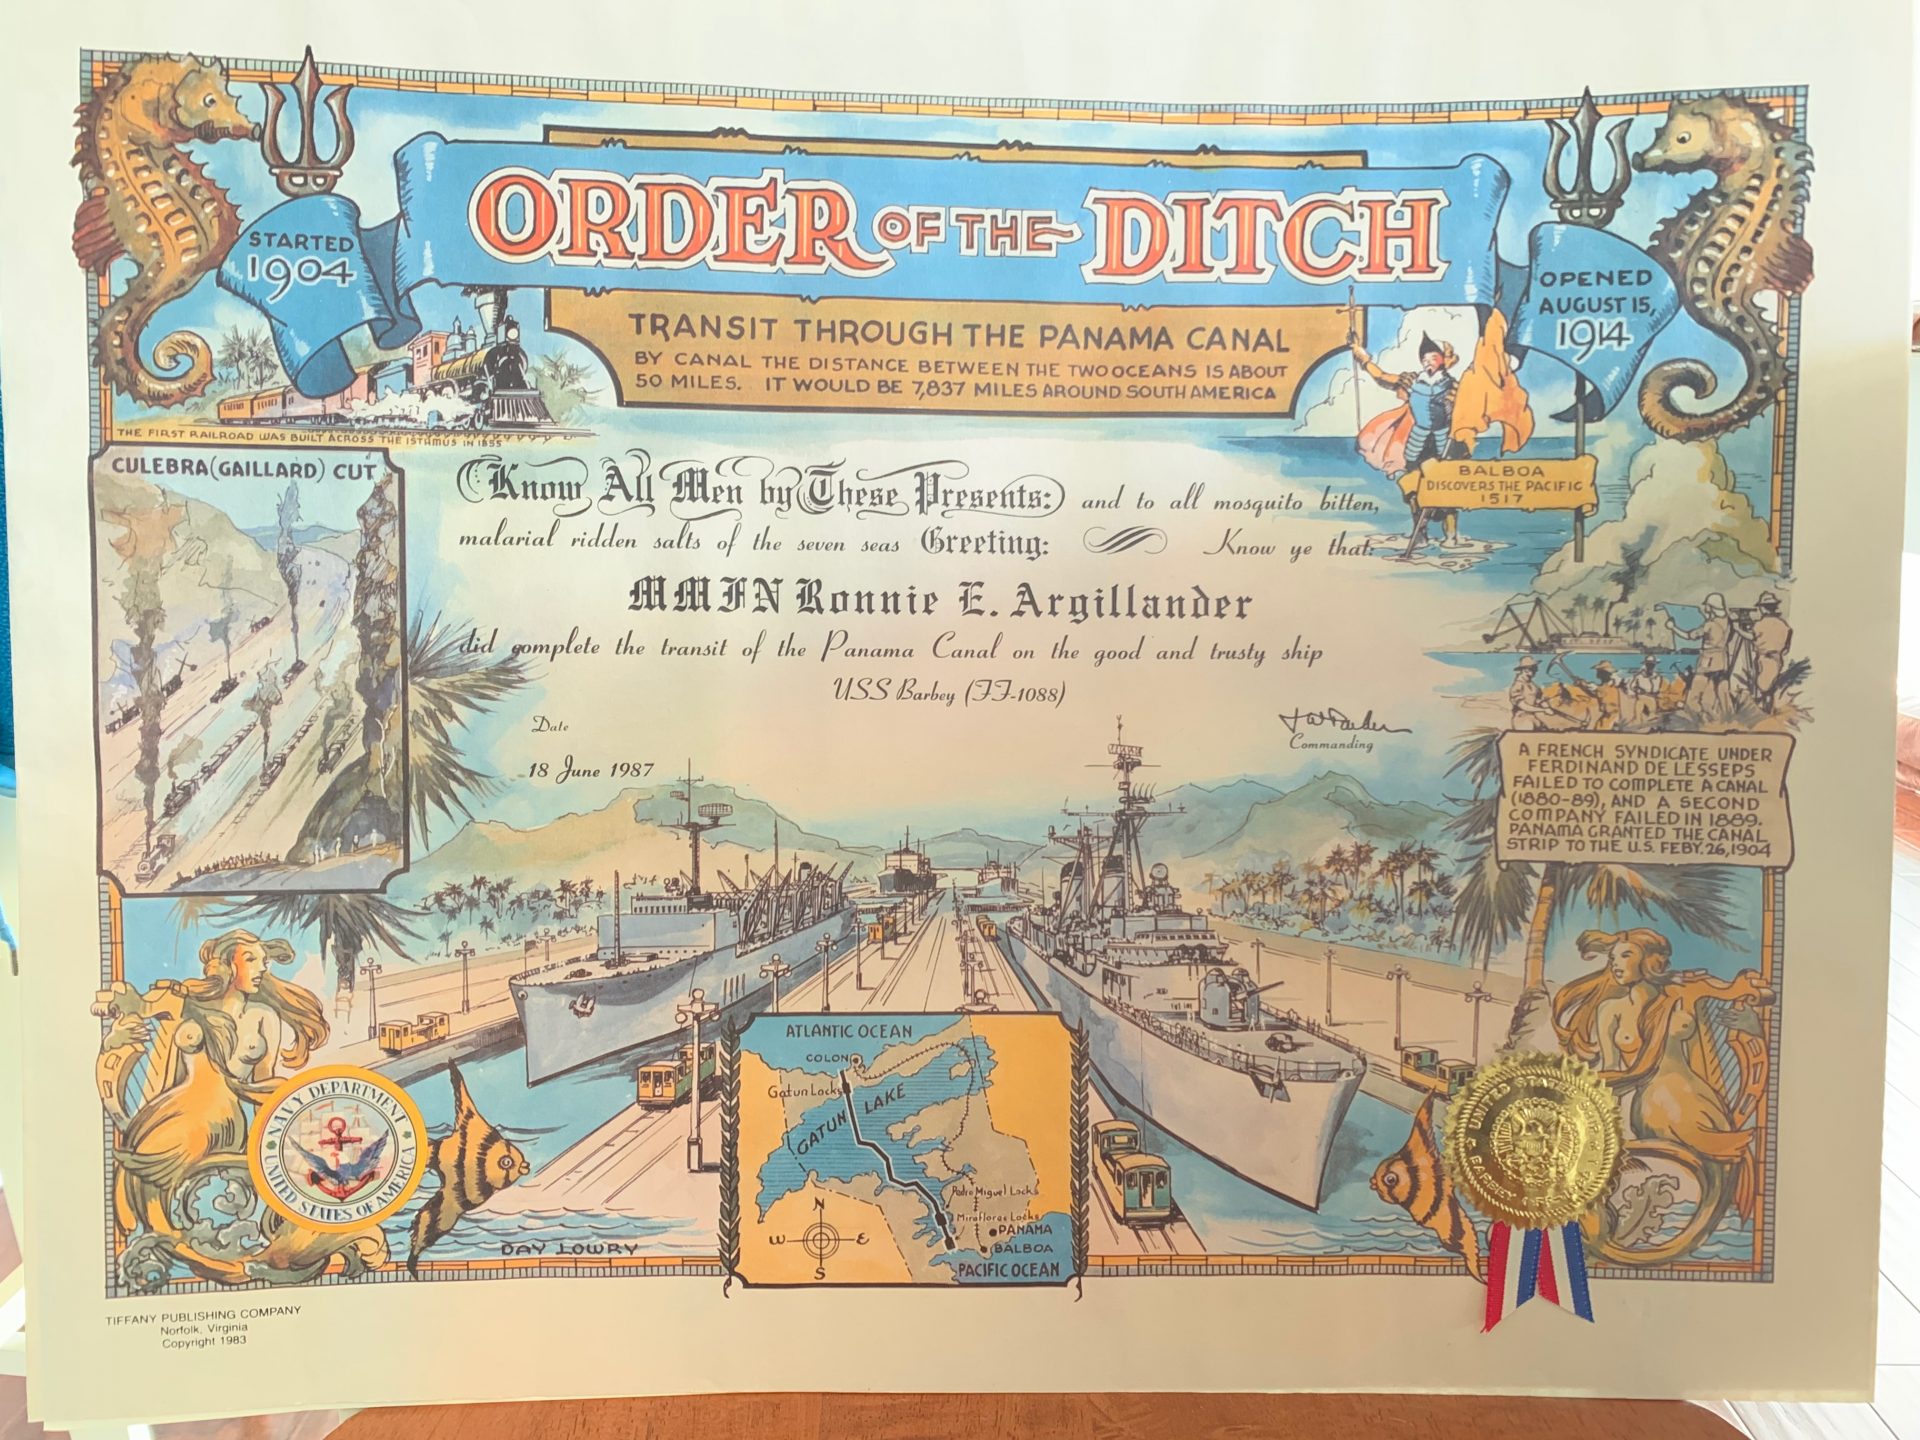 ORDER OF THE DITCH
STARTED
1904
OPENED
AUGUST 15,
1914
TRANSIT THROUGH THE PANAMA CANAL
BY CANAL THE DISTANCE BETWEEN THE TWO OCEANS IS ABOUT
50 MILES. IT WOULD BE 7,837 MILES AROUND SOUTH AMERICA
THE FIRST RAILROAD WAS BUILT ACROSS THE ISTHMUS IN 1855
CULEBRA (GAILLARD) CUT
BALBOA
DISCOVERS THE PACIFIC
1517
Know All Men by These Presents: and to all mosquito bitten,
malarial ridden salts of the seven seas Greeting: Know ye that:
MMFN Ronnie E. Argillander
did complete the transit of the Panama Canal on the good and trusty ship
USS Barbey (FF-1088)
Date
18 June 1987
Commanding
A FRENCH SYNDICATE UNDER
FERDINAND DE LESSEPS
FAILED TO COMPLETE A CANAL
(1880-89), AND A SECOND
COMPANY FAILED IN 1889.
PANAMA GRANTED THE CANAL
STRIP TO THE U.S. FEBY. 26, 1904
ATLANTIC OCEAN
COLON
Gatun Locks
GATUN LAKE
Pedro Miguel Locks
Miraflores Locks
PANAMA
BALBOA
PACIFIC OCEAN
N
W E
S
NAVY DEPARTMENT
UNITED STATES OF AMERICA
UNITED STATES
DAY LOWRY
TIFFANY PUBLISHING COMPANY
Norfolk, Virginia
Copyright 1983